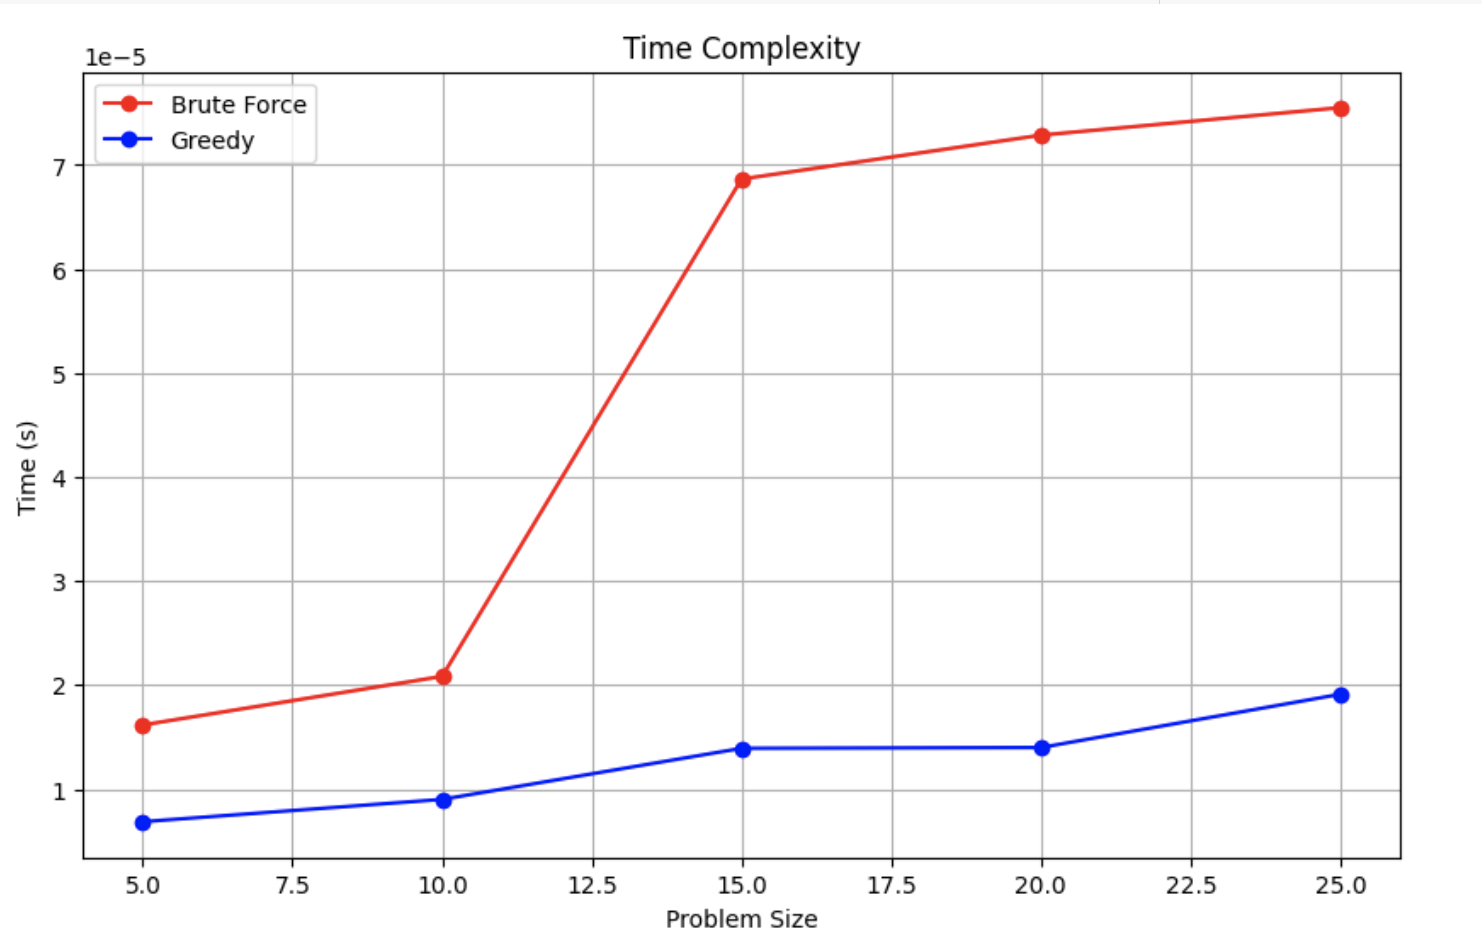 Time Complexity
1e−5
Brute Force
Greedy
7
6
5
4
3
2
1
Time (s)
5.0 7.5 10.0 12.5 15.0 17.5 20.0 22.5 25.0
Problem Size